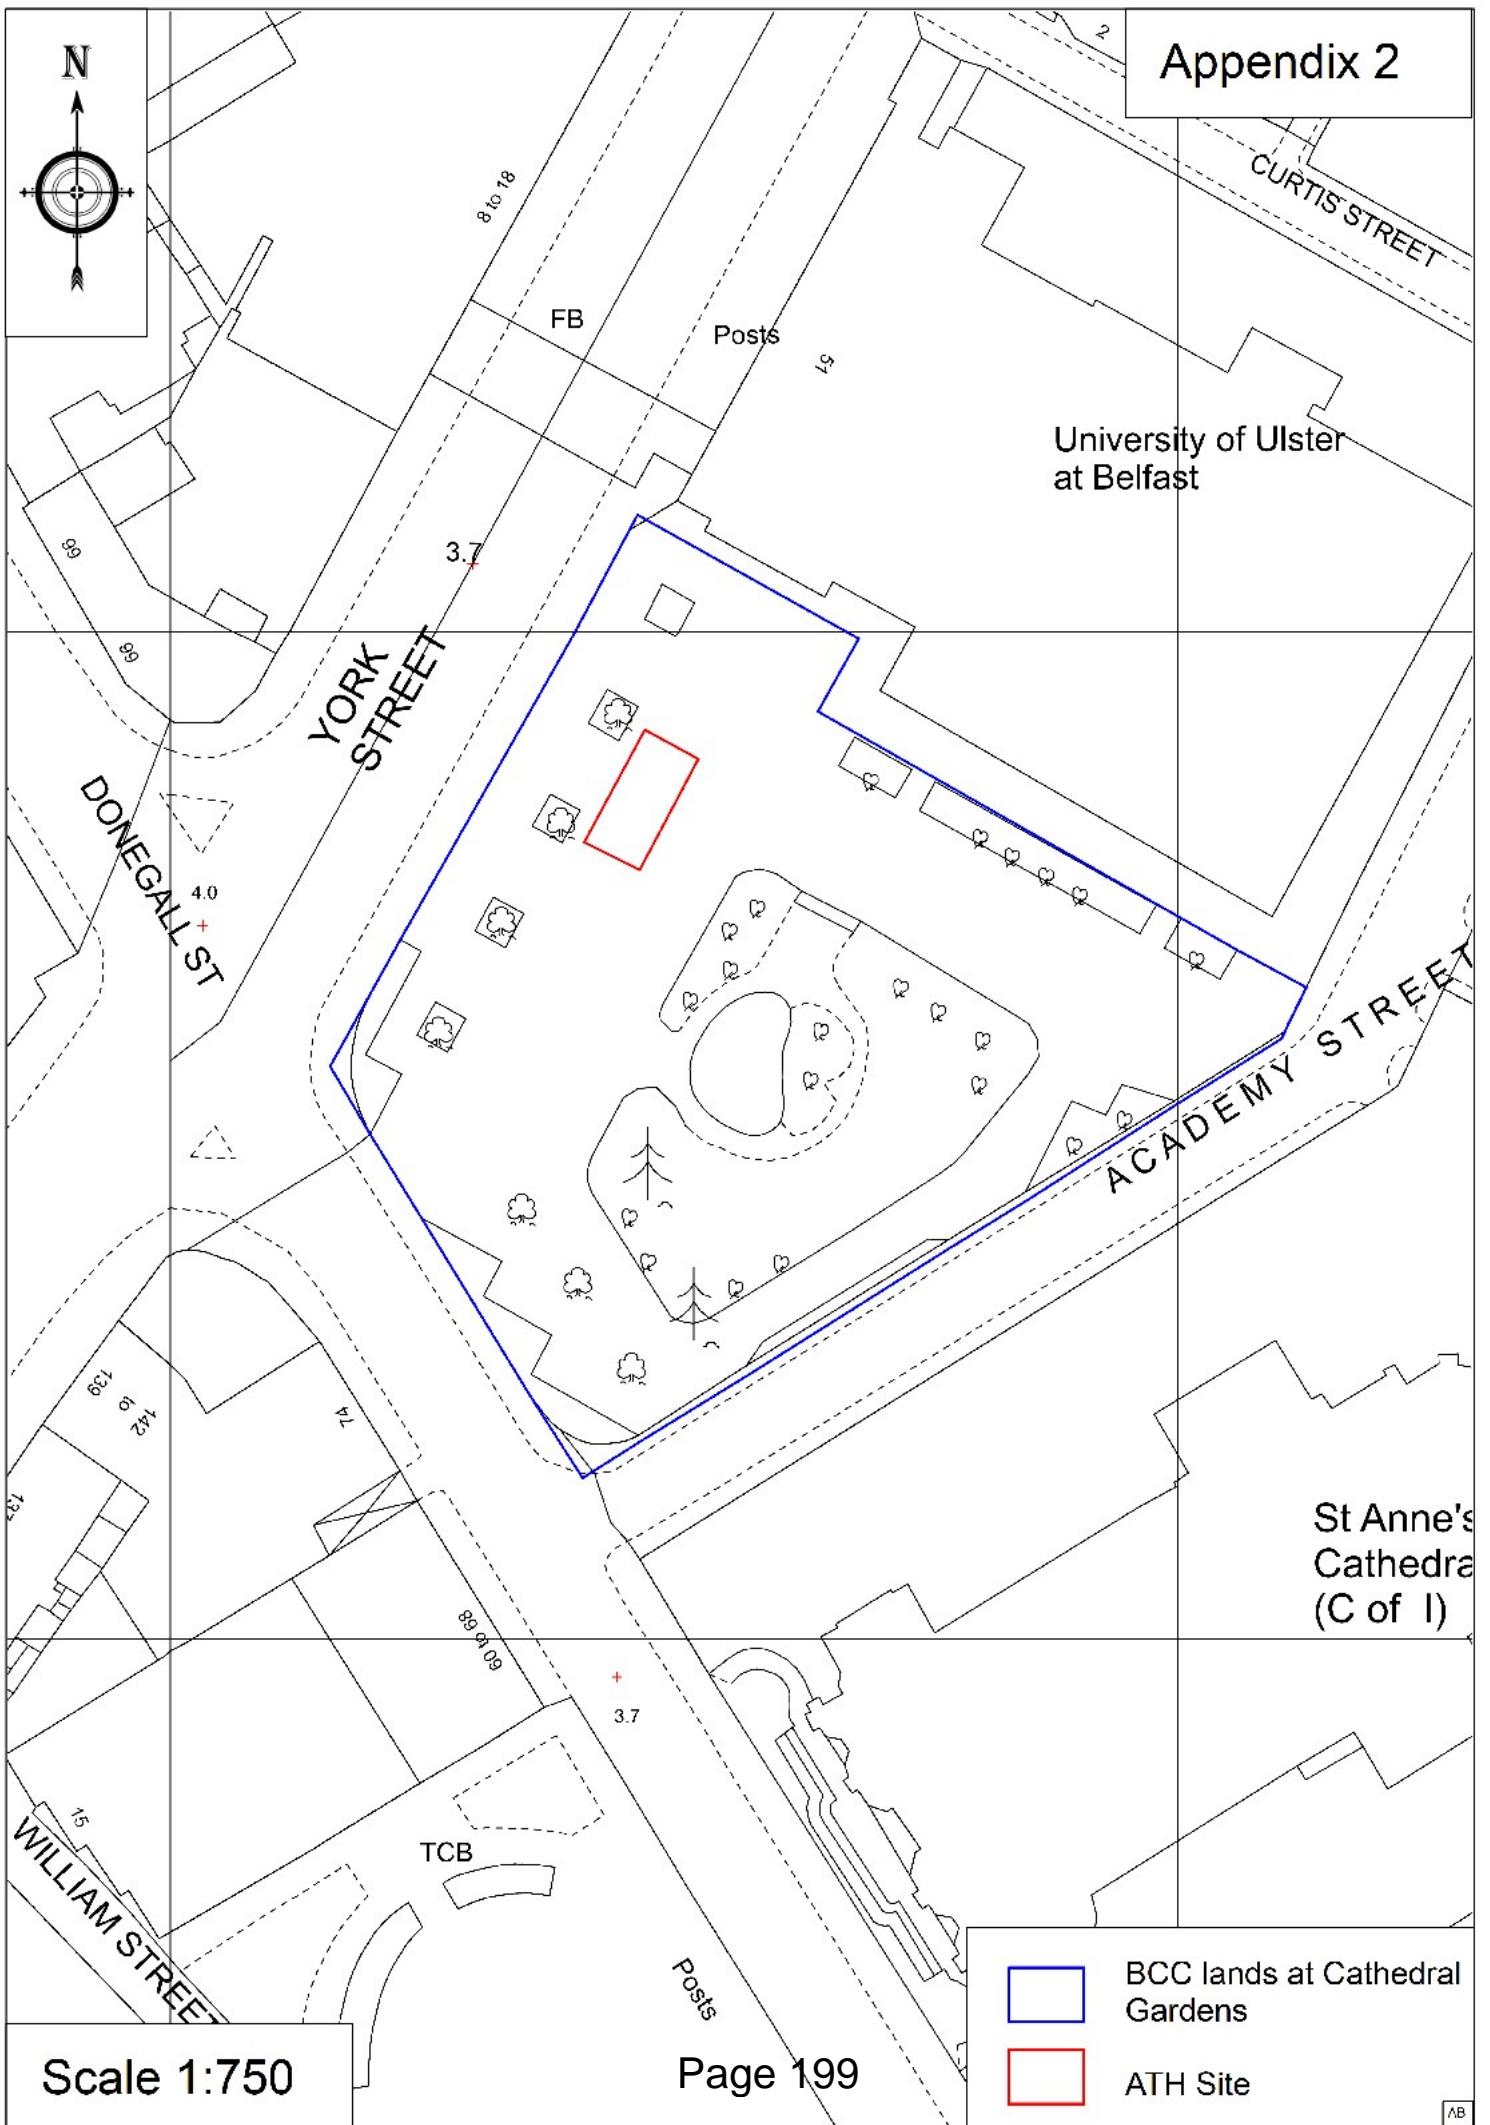 N
Appendix 2
2
CURTIS STREET
8 to 18
FB
Posts
51
University of Ulster
at Belfast
99
3.7
99
YORK
STREET
DONEGALL ST
4.0
ACADEMY STREET
139
to
142
74
St Anne's
Cathedra
(C of I)
60 to 68
3.7
15
WILLIAM STREET
TCB
Posts
BCC lands at Cathedral
Gardens
Scale 1:750
Page 199
ATH Site
AB